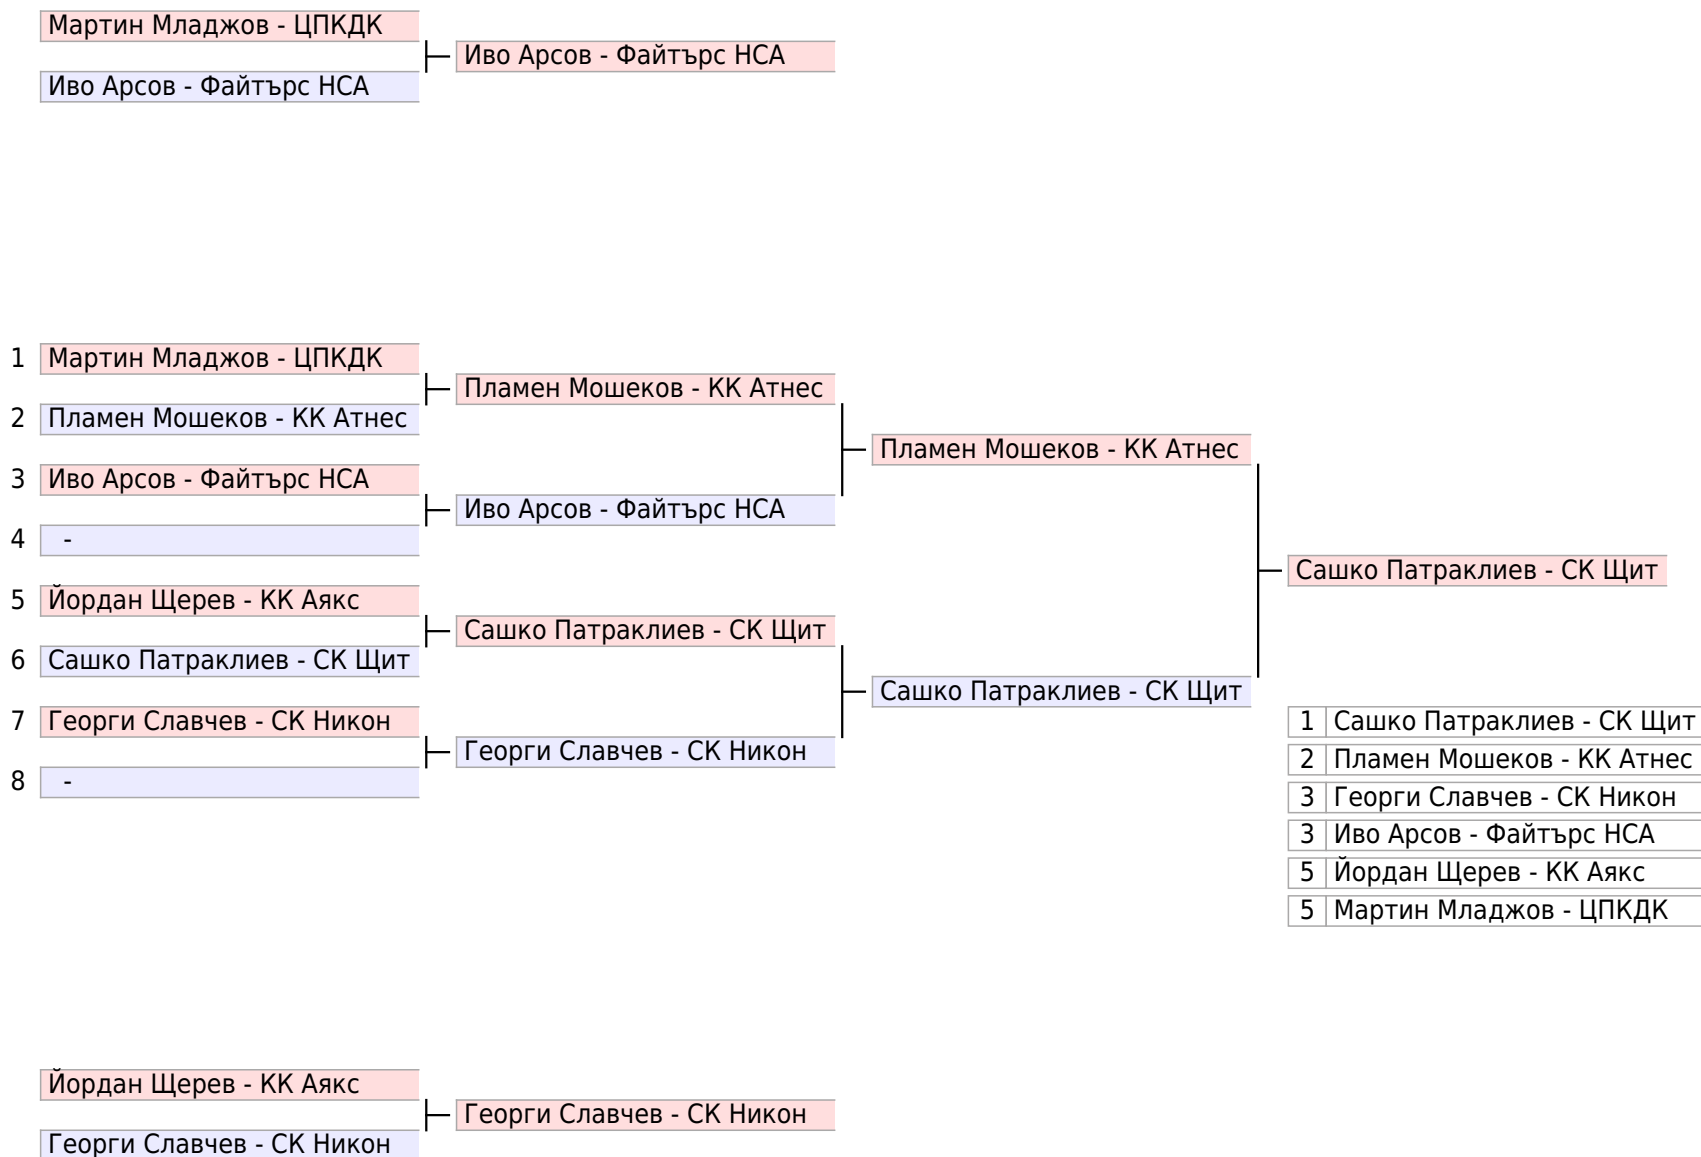 Мартин Младжов - ЦПКДК
Иво Арсов - Файтърс НСА
Иво Арсов - Файтърс НСА
1 Мартин Младжов - ЦПКДК
Пламен Мошеков - КК Атнес
2 Пламен Мошеков - КК Атнес
Пламен Мошеков - КК Атнес
3 Иво Арсов - Файтърс НСА
Иво Арсов - Файтърс НСА
4 -
Сашко Патраклиев - СК Щит
5 Йордан Щерев - КК Аякс
Сашко Патраклиев - СК Щит
6 Сашко Патраклиев - СК Щит
Сашко Патраклиев - СК Щит
7 Георги Славчев - СК Никон
Георги Славчев - СК Никон
8 -
1 Сашко Патраклиев - СК Щит
2 Пламен Мошеков - КК Атнес
3 Георги Славчев - СК Никон
3 Иво Арсов - Файтърс НСА
5 Йордан Щерев - КК Аякс
5 Мартин Младжов - ЦПКДК
Йордан Щерев - КК Аякс
Георги Славчев - СК Никон
Георги Славчев - СК Никон